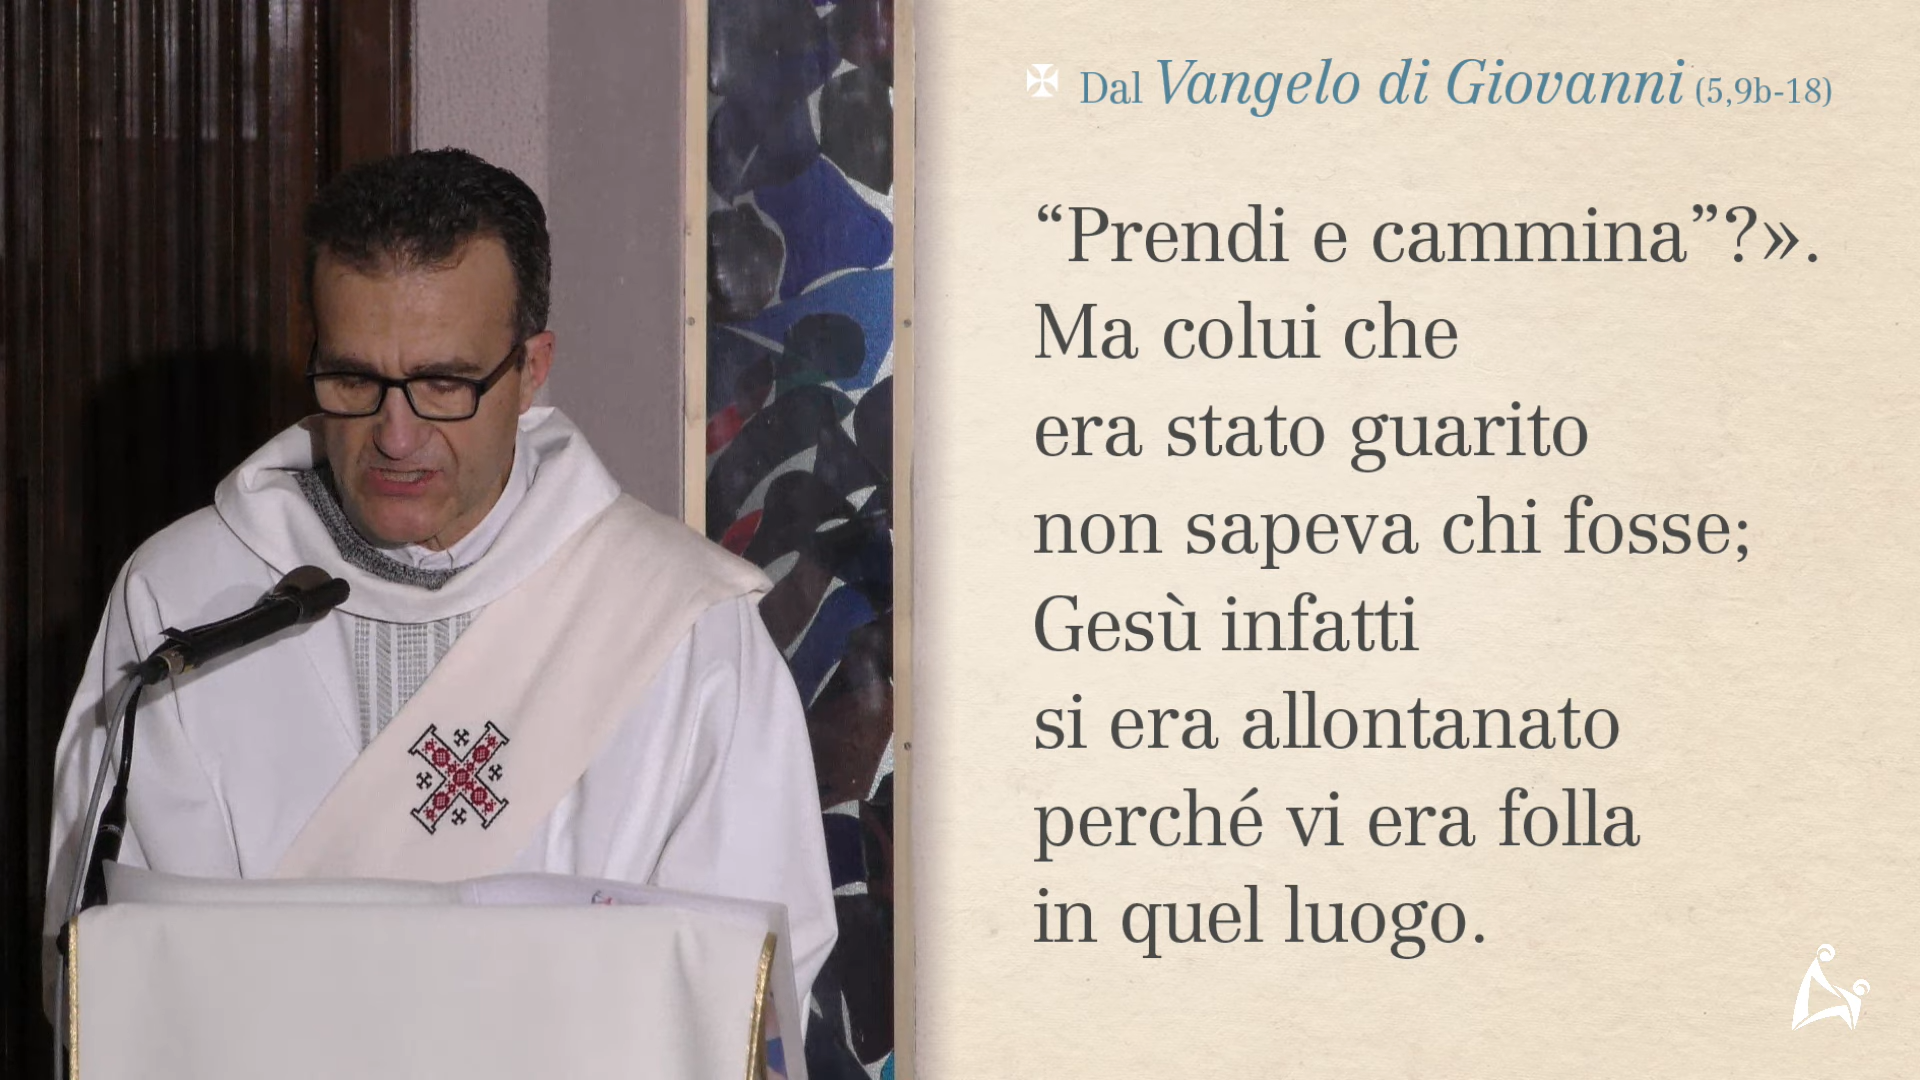 Dal Vangelo di Giovanni (5,9b-18)
“Prendi e cammina”?».
Ma colui che
era stato guarito
non sapeva chi fosse;
Gesù infatti
si era allontanato
perché vi era folla
in quel luogo.